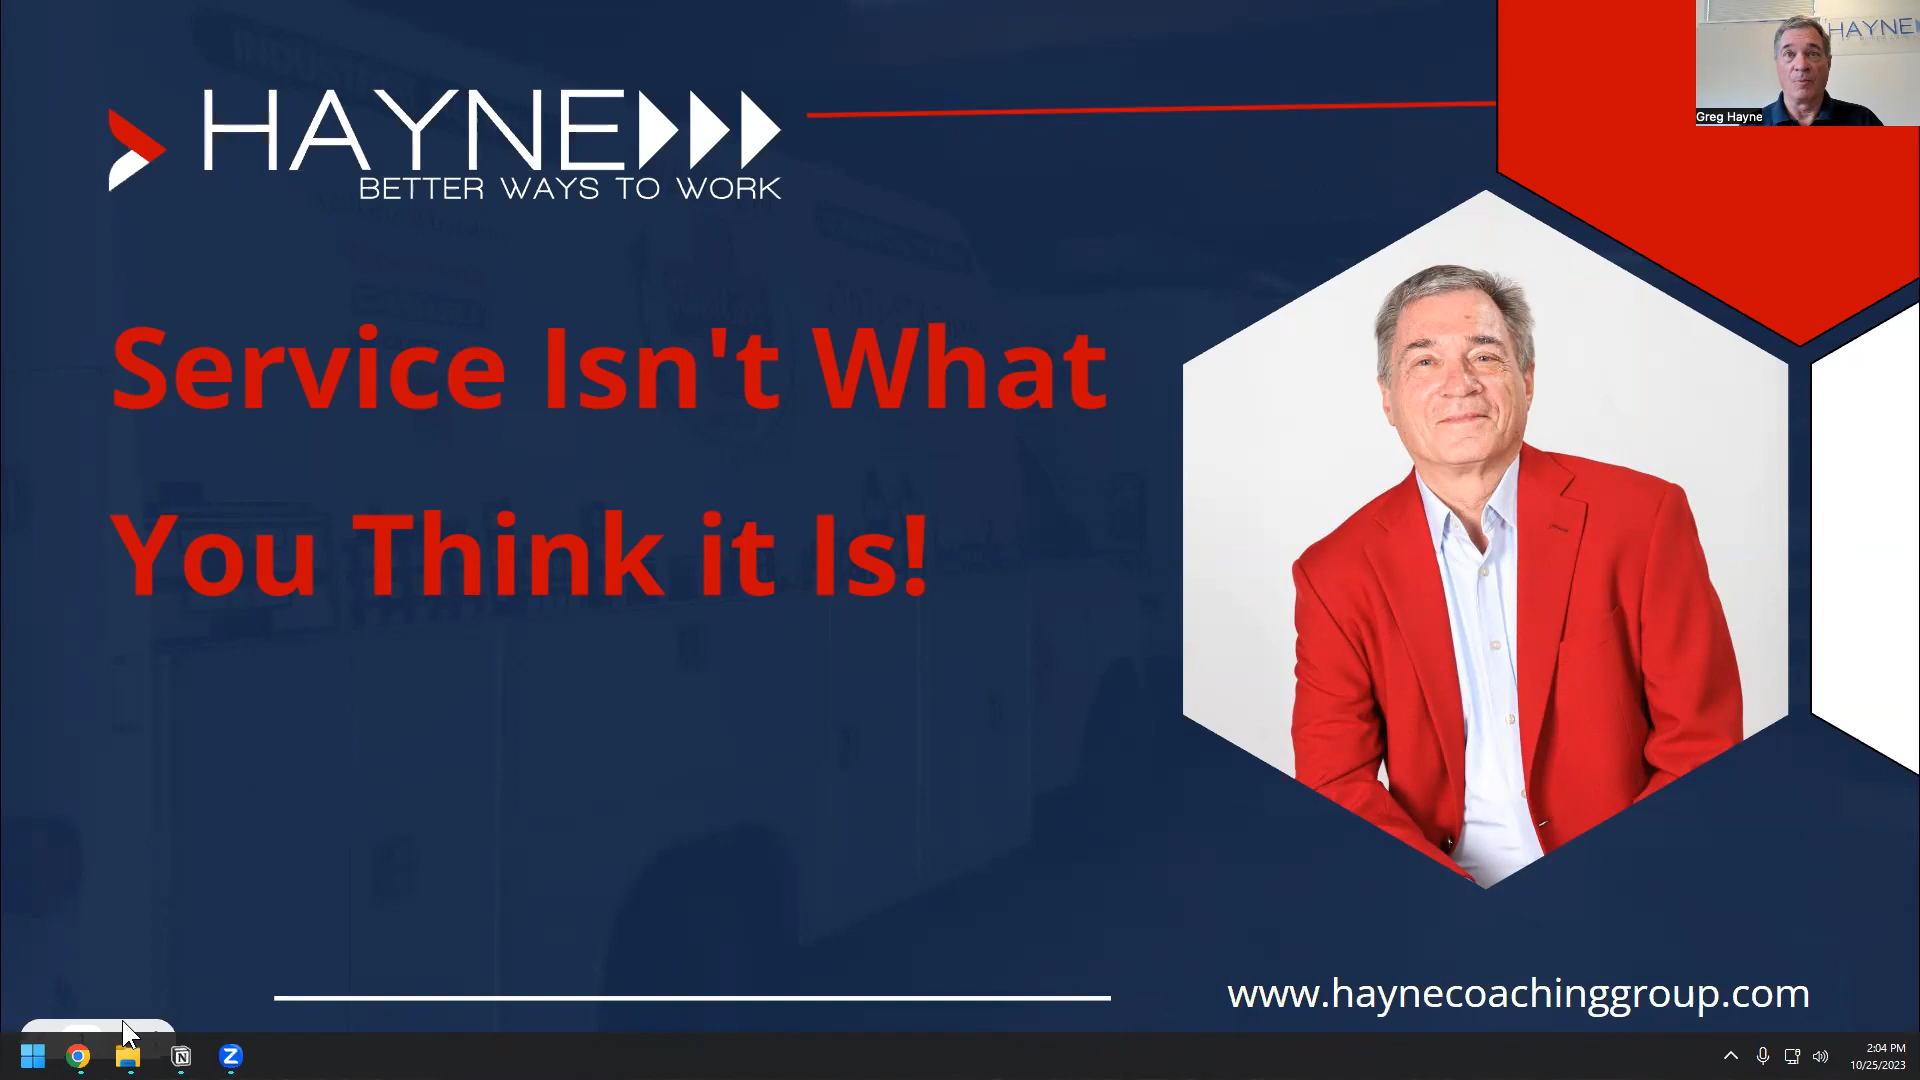 HAYNE
BETTER WAYS TO WORK
HAYNE
Greg Hayne
Service Isn't What
You Think it Is!
www.haynecoachinggroup.com
2:04 PM
10/25/2023